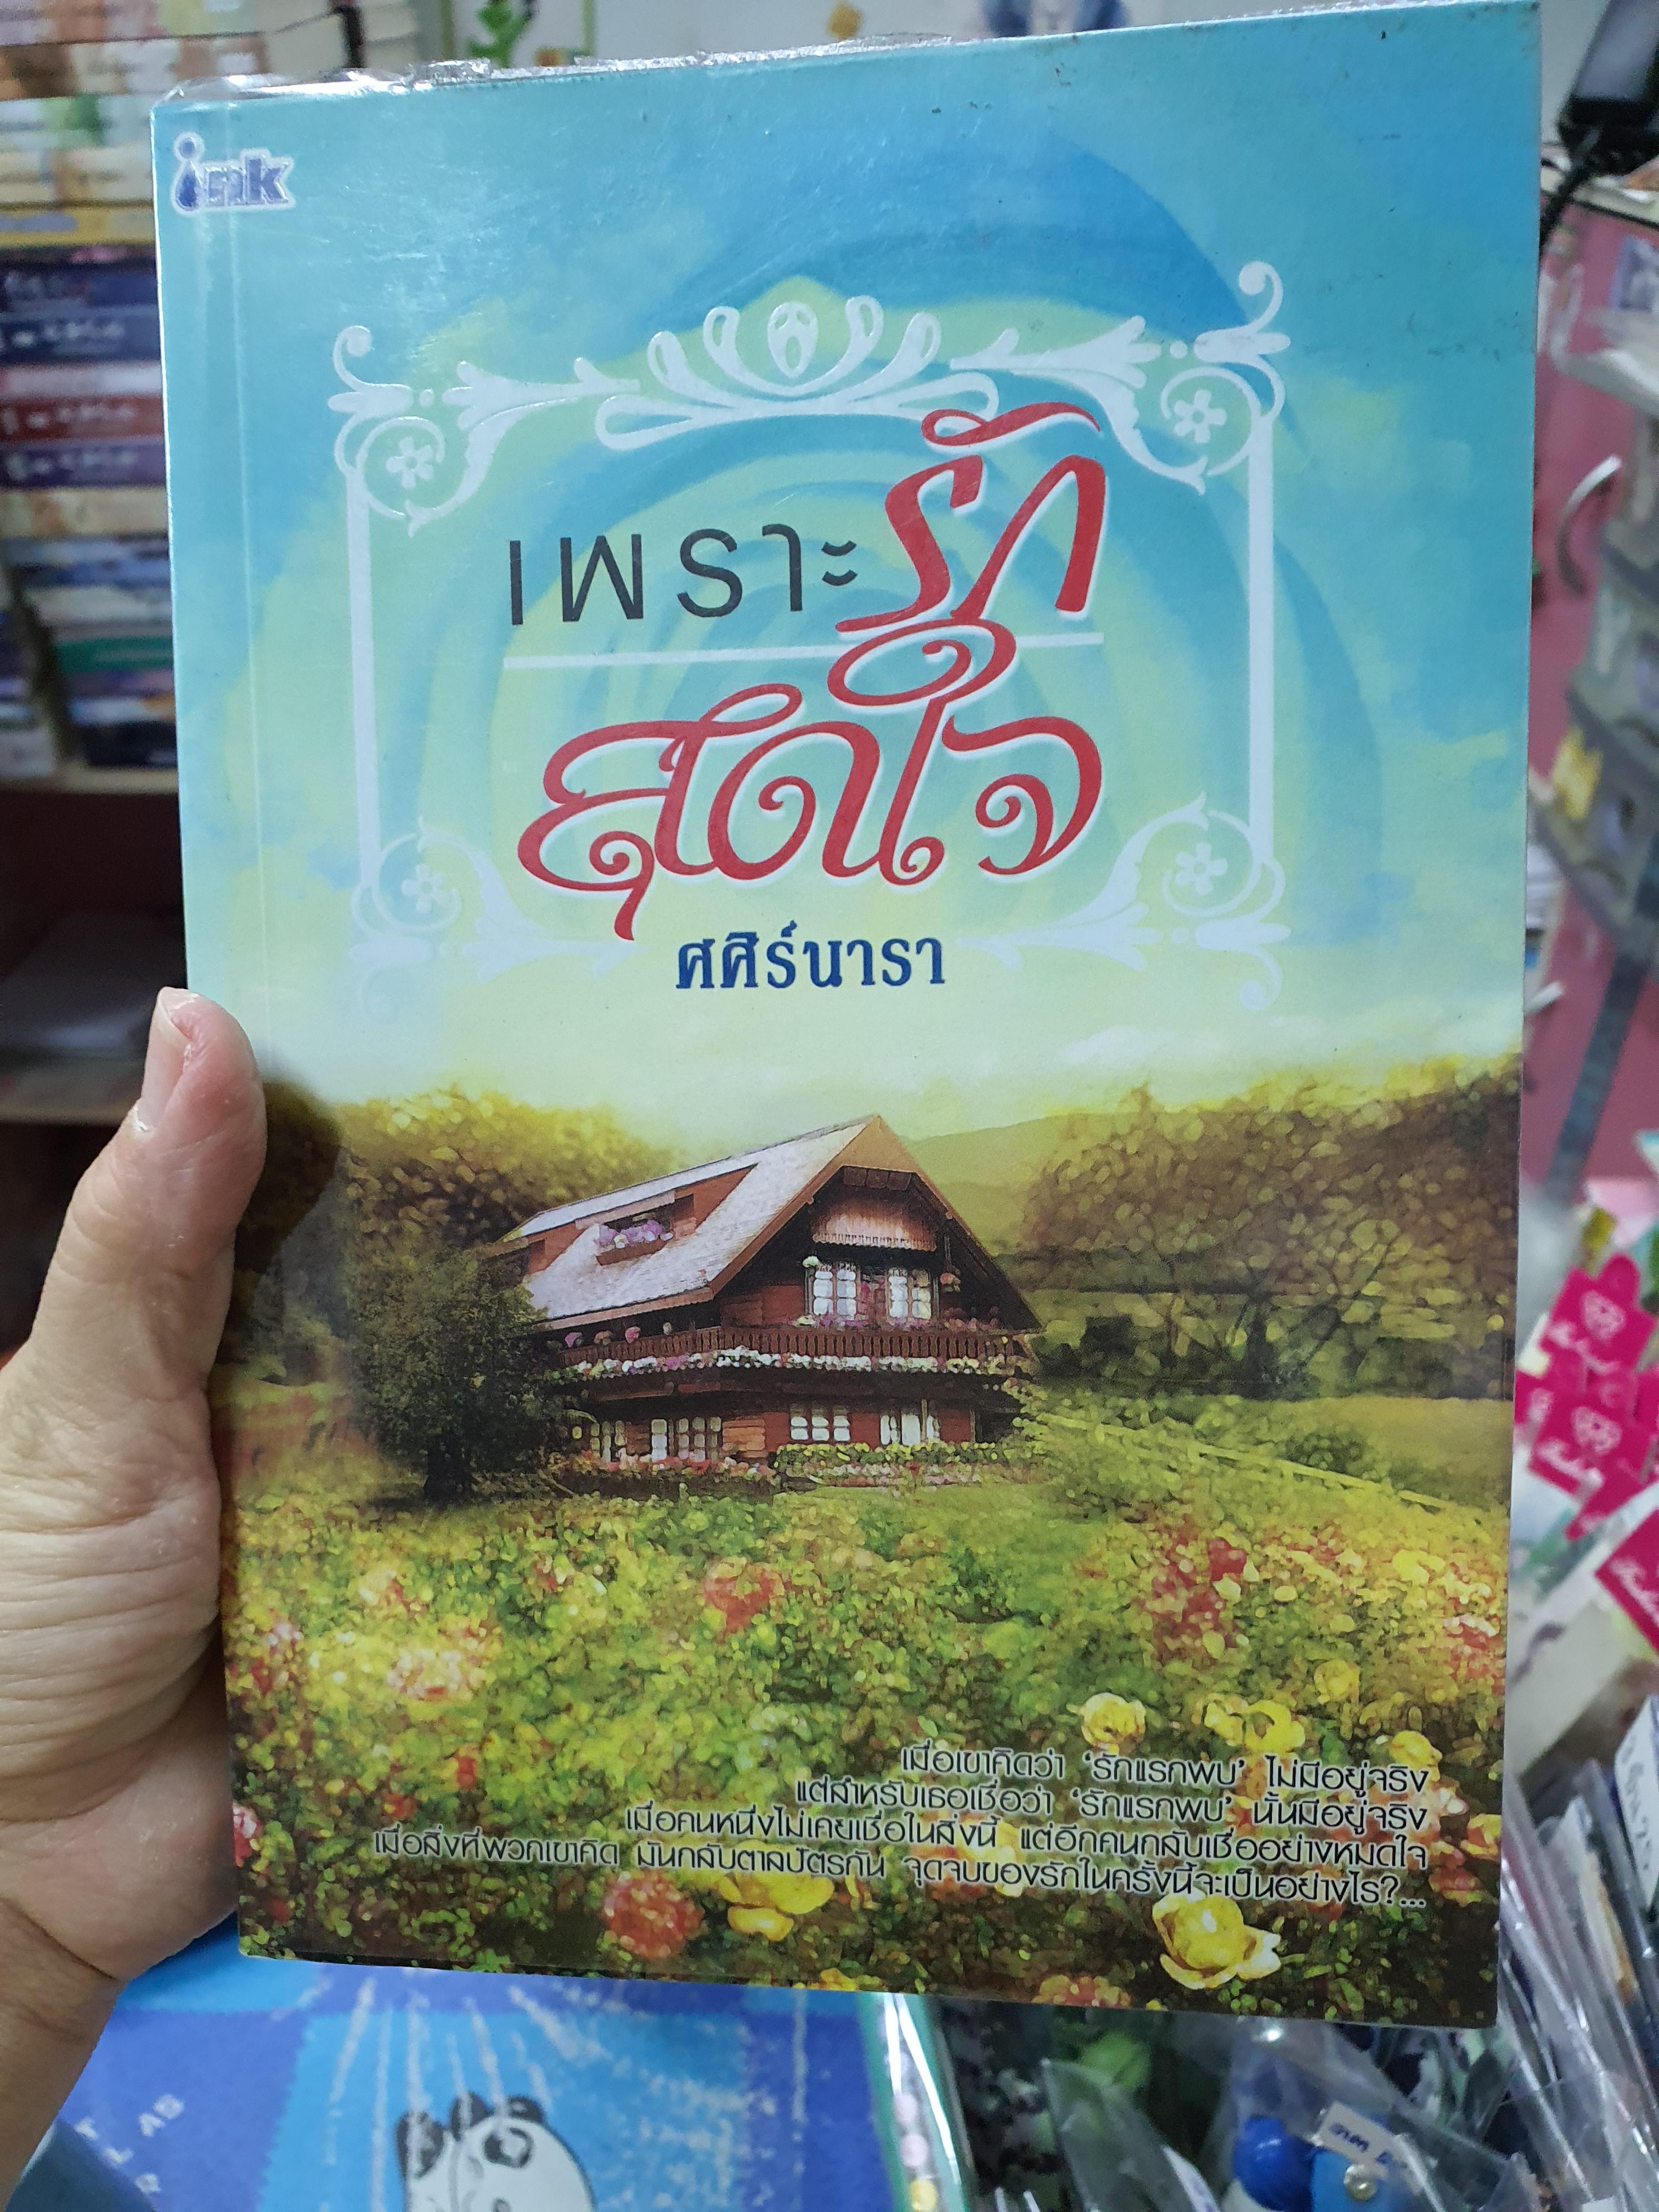 ink
เพราะรัก
สุดใจ
ศศิร์นารา
เมื่อเขาคิดว่า ‘รักแรกพบ’ ไม่มีอยู่จริง
แต่สำหรับเธอเชื่อว่า ‘รักแรกพบ’ นั้นมีอยู่จริง
เมื่อคนหนึ่งไม่เคยเชื่อในสิ่งนี้ แต่อีกคนกลับเชื่ออย่างหมดใจ
เมื่อสิ่งที่พวกเขาคิด มันกลับตาลปัตรกัน จุดจบของรักในครั้งนี้จะเป็นอย่างไร?...